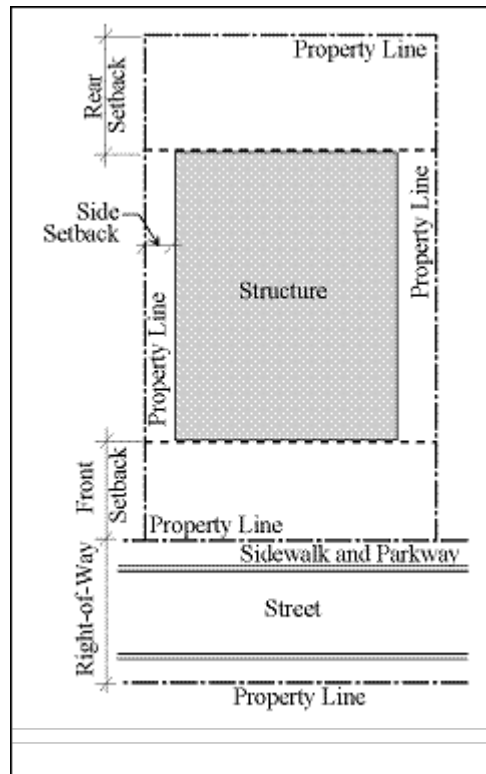 Property Line
Rear
Setback
Property Line
Side
Setback
Structure
Property Line
Front
Setback
Property Line
Sidewalk and Parkway
Right-of-Way
Street
Property Line